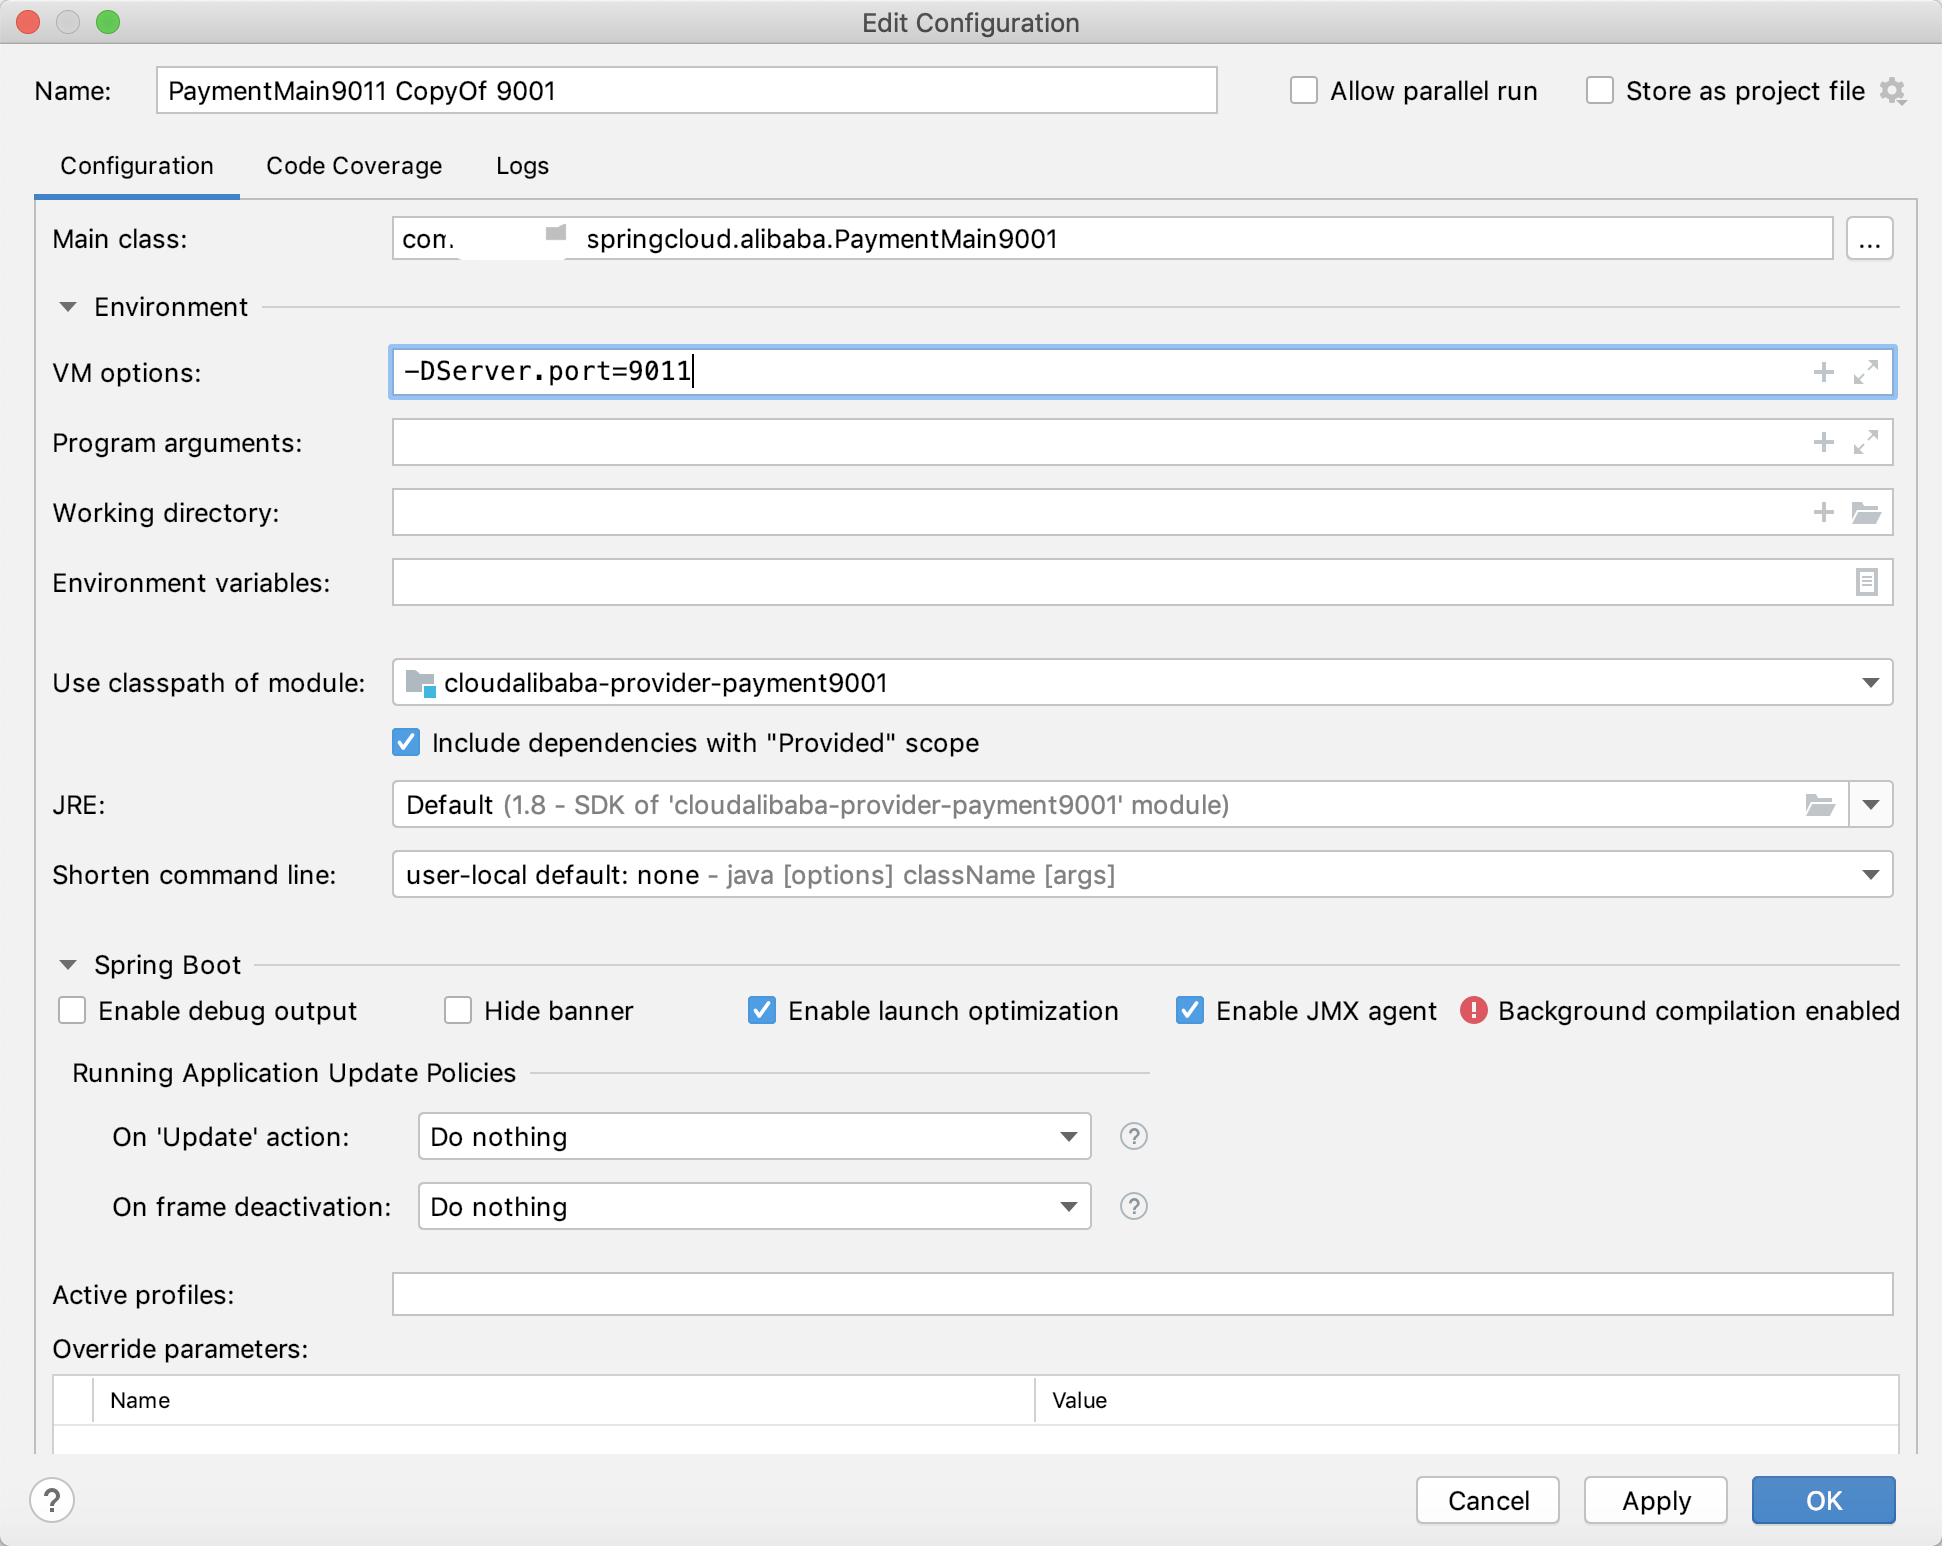 Edit Configuration
Name: PaymentMain9011 CopyOf 9001 Allow parallel run Store as project file
Configuration Code Coverage Logs
Main class: com. springcloud.alibaba.PaymentMain9001 ...
Environment
VM options: -DServer.port=9011
Program arguments:
Working directory:
Environment variables:
Use classpath of module: cloudalibaba-provider-payment9001
Include dependencies with "Provided" scope
JRE: Default (1.8 - SDK of 'cloudalibaba-provider-payment9001' module)
Shorten command line: user-local default: none - java [options] className [args]
Spring Boot
Enable debug output Hide banner Enable launch optimization Enable JMX agent Background compilation enabled
Running Application Update Policies
On 'Update' action: Do nothing ?
On frame deactivation: Do nothing ?
Active profiles:
Override parameters:
Name Value
? Cancel Apply OK